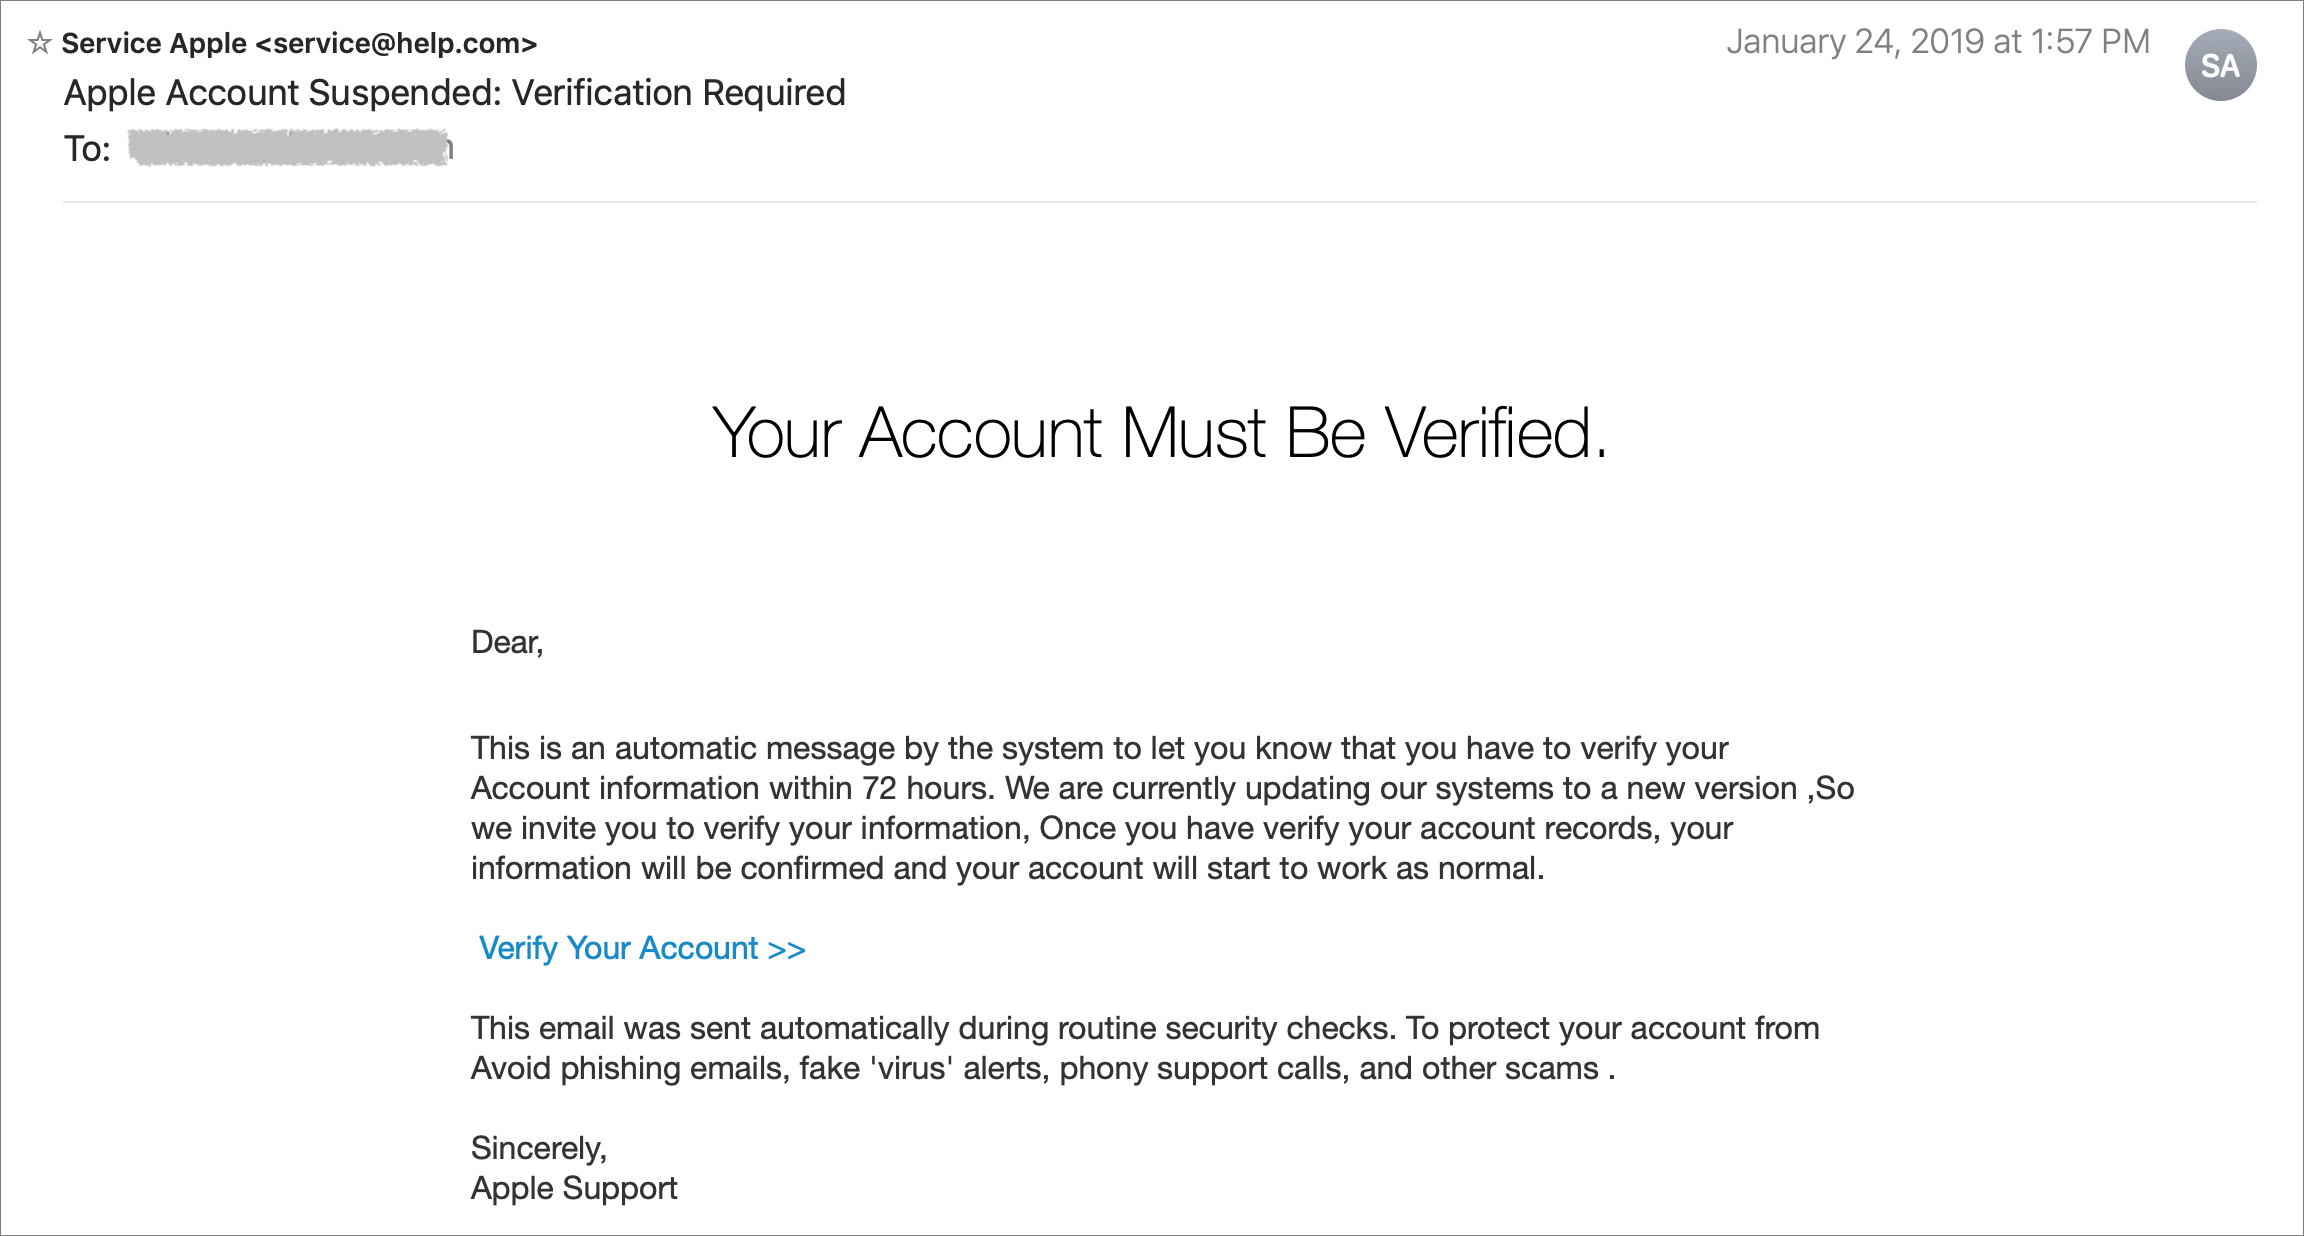 ☆ Service Apple <service@help.com>
January 24, 2019 at 1:57 PM
SA
Apple Account Suspended: Verification Required
To:
Your Account Must Be Verified.
Dear,
This is an automatic message by the system to let you know that you have to verify your
Account information within 72 hours. We are currently updating our systems to a new version ,So
we invite you to verify your information, Once you have verify your account records, your
information will be confirmed and your account will start to work as normal.
Verify Your Account >>
This email was sent automatically during routine security checks. To protect your account from
Avoid phishing emails, fake 'virus' alerts, phony support calls, and other scams .
Sincerely,
Apple Support